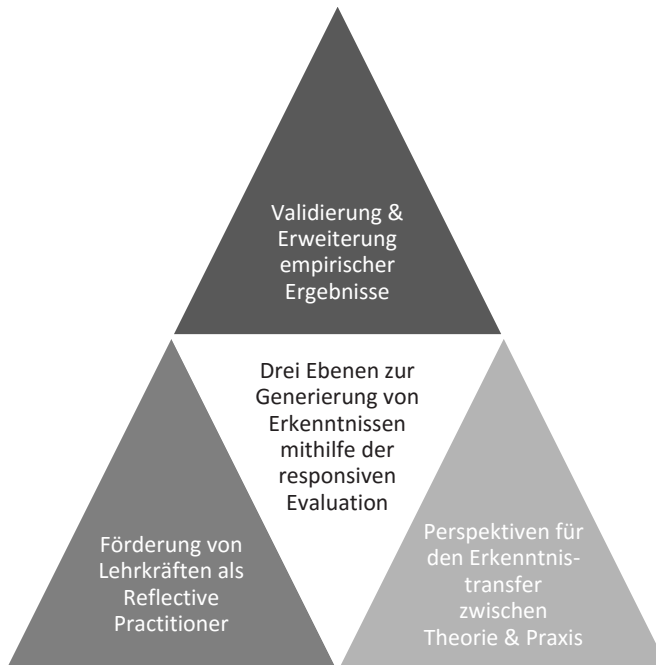 Validierung &
Erweiterung
empirischer
Ergebnisse
Drei Ebenen zur
Generierung von
Erkenntnissen
mithilfe der
responsiven
Evaluation
Förderung von
Lehrkräften als
Reflective
Practitioner
Perspektiven für
den Erkenntnis-
transfer
zwischen
Theorie & Praxis